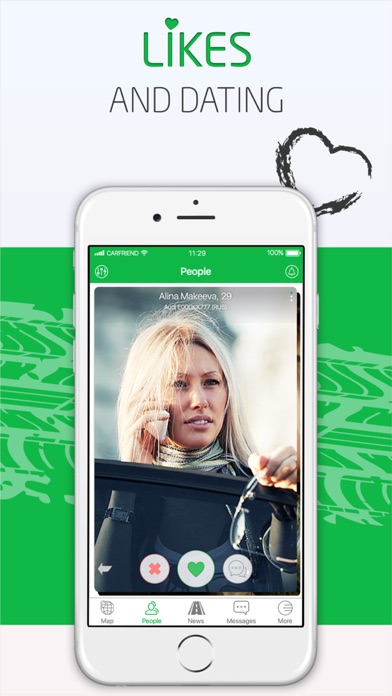 LIKES
AND DATING
CARFRIEND 11:29 100%
People
Alina Makeeva, 29
Map People News Messages More